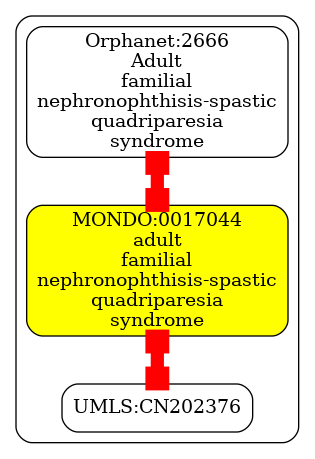 Orphanet:2666
Adult
familial
nephronophthisis-spastic
quadriparesia
syndrome
MONDO:0017044
adult
familial
nephronophthisis-spastic
quadriparesia
syndrome
UMLS:CN202376